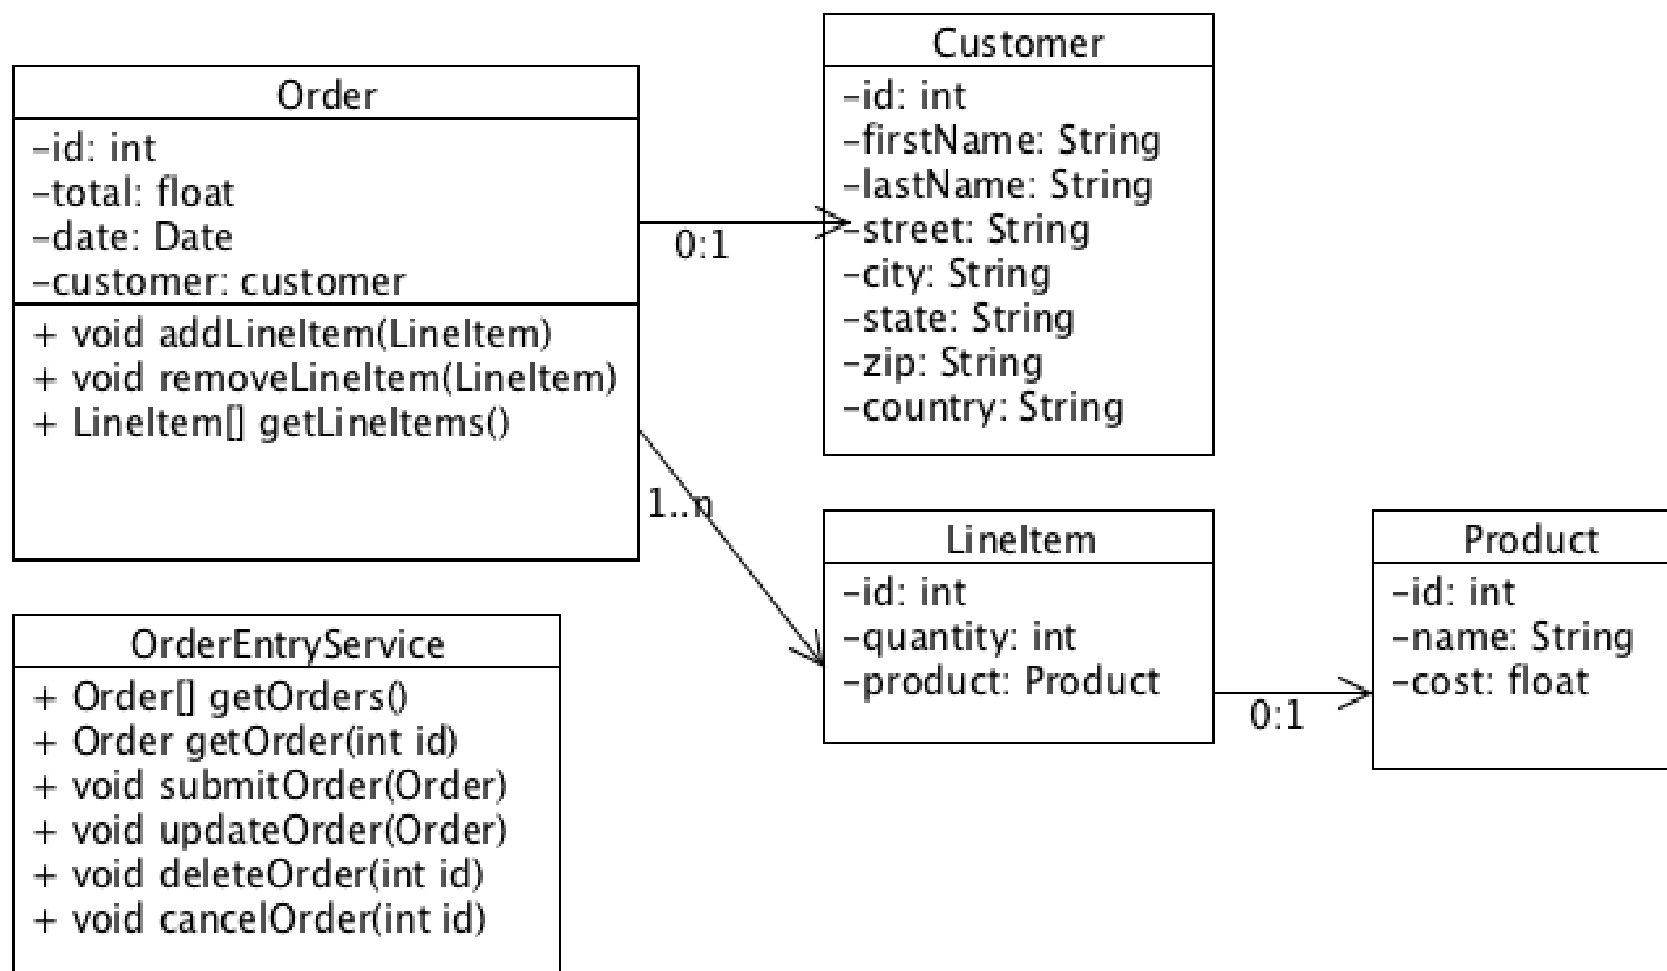 Order
-id: int
-total: float
-date: Date
-customer: customer
+ void addLineItem(LineItem)
+ void removeLineItem(LineItem)
+ LineItem[] getLineItems()
0:1
Customer
-id: int
-firstName: String
-lastName: String
-street: String
-city: String
-state: String
-zip: String
-country: String
1..n
LineItem
-id: int
-quantity: int
-product: Product
0:1
Product
-id: int
-name: String
-cost: float
OrderEntryService
+ Order[] getOrders()
+ Order getOrder(int id)
+ void submitOrder(Order)
+ void updateOrder(Order)
+ void deleteOrder(int id)
+ void cancelOrder(int id)